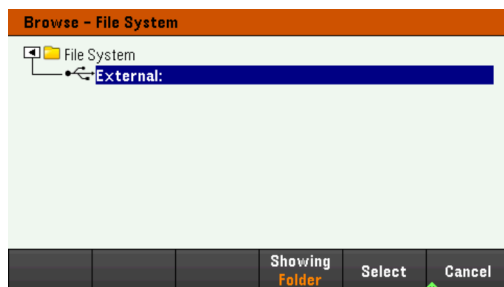 Browse - File System
File System
External:
Showing
Folder
Select
Cancel